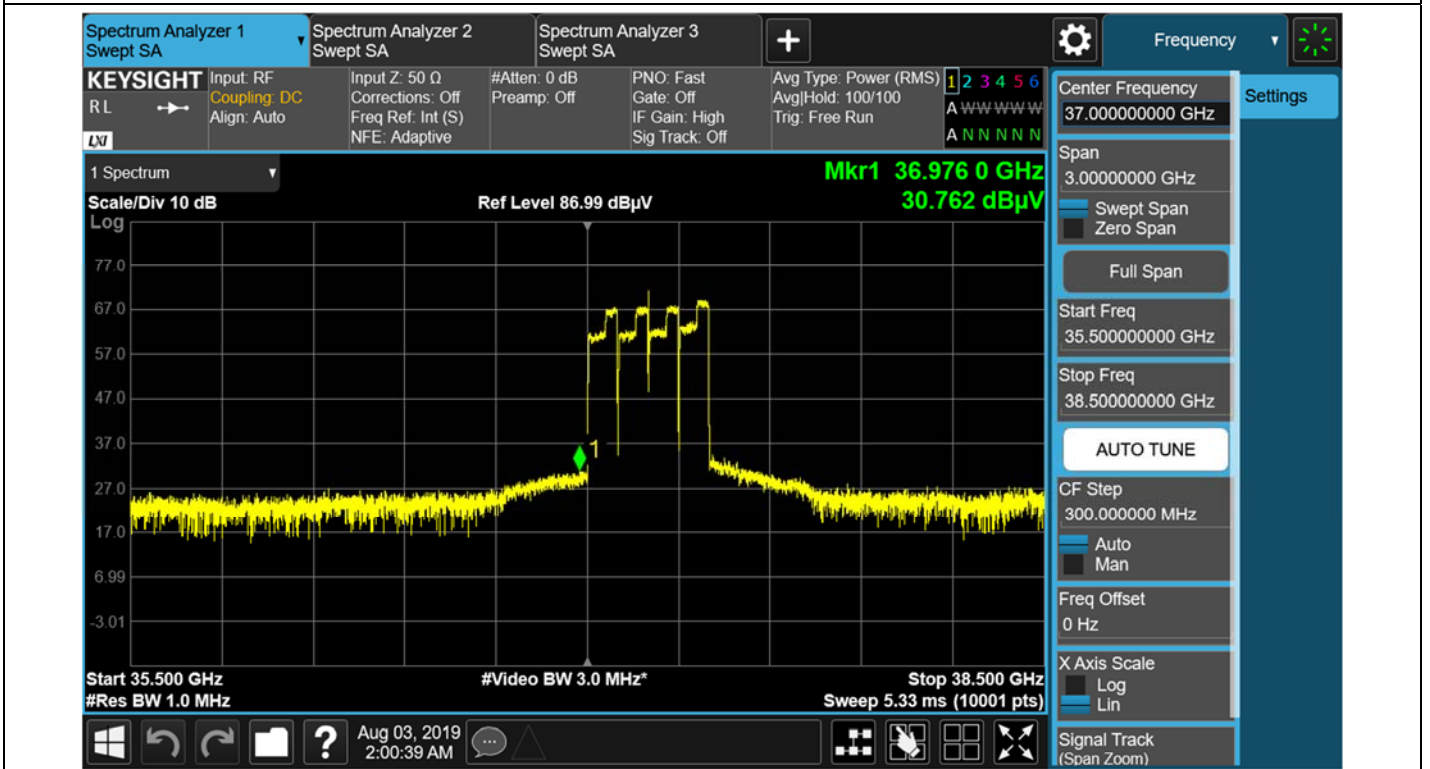 Spectrum Analyzer 1
Swept SA
Spectrum Analyzer 2
Swept SA
Spectrum Analyzer 3
Swept SA
+
Frequency
KEYSIGHT
RL
LXI
Input: RF
Coupling: DC
Align: Auto
Input Z: 50 Ω
Corrections: Off
Freq Ref: Int (S)
NFE: Adaptive
#Atten: 0 dB
Preamp: Off
PNO: Fast
Gate: Off
IF Gain: High
Sig Track: Off
Avg Type: Power (RMS)
Avg|Hold: 100/100
Trig: Free Run
1 2 3 4 5 6
A W W W W W
A N N N N N
1 Spectrum
Mkr1 36.976 0 GHz
30.762 dBµV
Scale/Div 10 dB
Ref Level 86.99 dBµV
Log
77.0
67.0
57.0
47.0
37.0
27.0
17.0
6.99
-3.01
1
Start 35.500 GHz
#Res BW 1.0 MHz
#Video BW 3.0 MHz*
Stop 38.500 GHz
Sweep 5.33 ms (10001 pts)
Center Frequency
37.000000000 GHz
Span
3.00000000 GHz
Swept Span
Zero Span
Full Span
Start Freq
35.500000000 GHz
Stop Freq
38.500000000 GHz
AUTO TUNE
CF Step
300.000000 MHz
Auto
Man
Freq Offset
0 Hz
X Axis Scale
Log
Lin
Signal Track
(Span Zoom)
Settings
?
Aug 03, 2019
2:00:39 AM